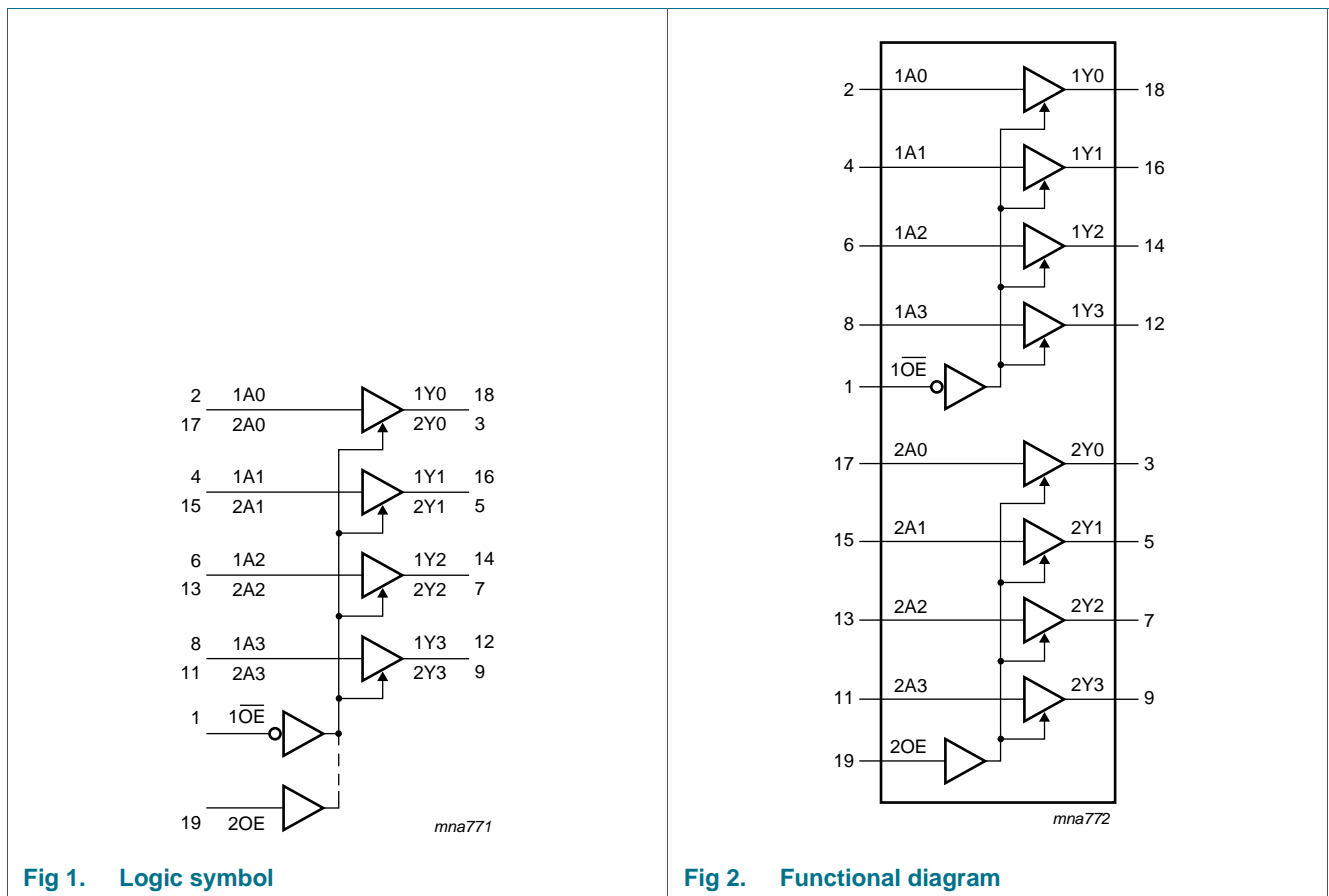 2 1A0 1Y0 18
17 2A0 2Y0 3
4 1A1 1Y1 16
15 2A1 2Y1 5
6 1A2 1Y2 14
13 2A2 2Y2 7
8 1A3 1Y3 12
11 2A3 2Y3 9
1 1O̅E̅
19 2OE
mna771
Fig 1. Logic symbol
2 1A0 1Y0 18
4 1A1 1Y1 16
6 1A2 1Y2 14
8 1A3 1Y3 12
1 1O̅E̅
17 2A0 2Y0 3
15 2A1 2Y1 5
13 2A2 2Y2 7
11 2A3 2Y3 9
19 2OE
mna772
Fig 2. Functional diagram